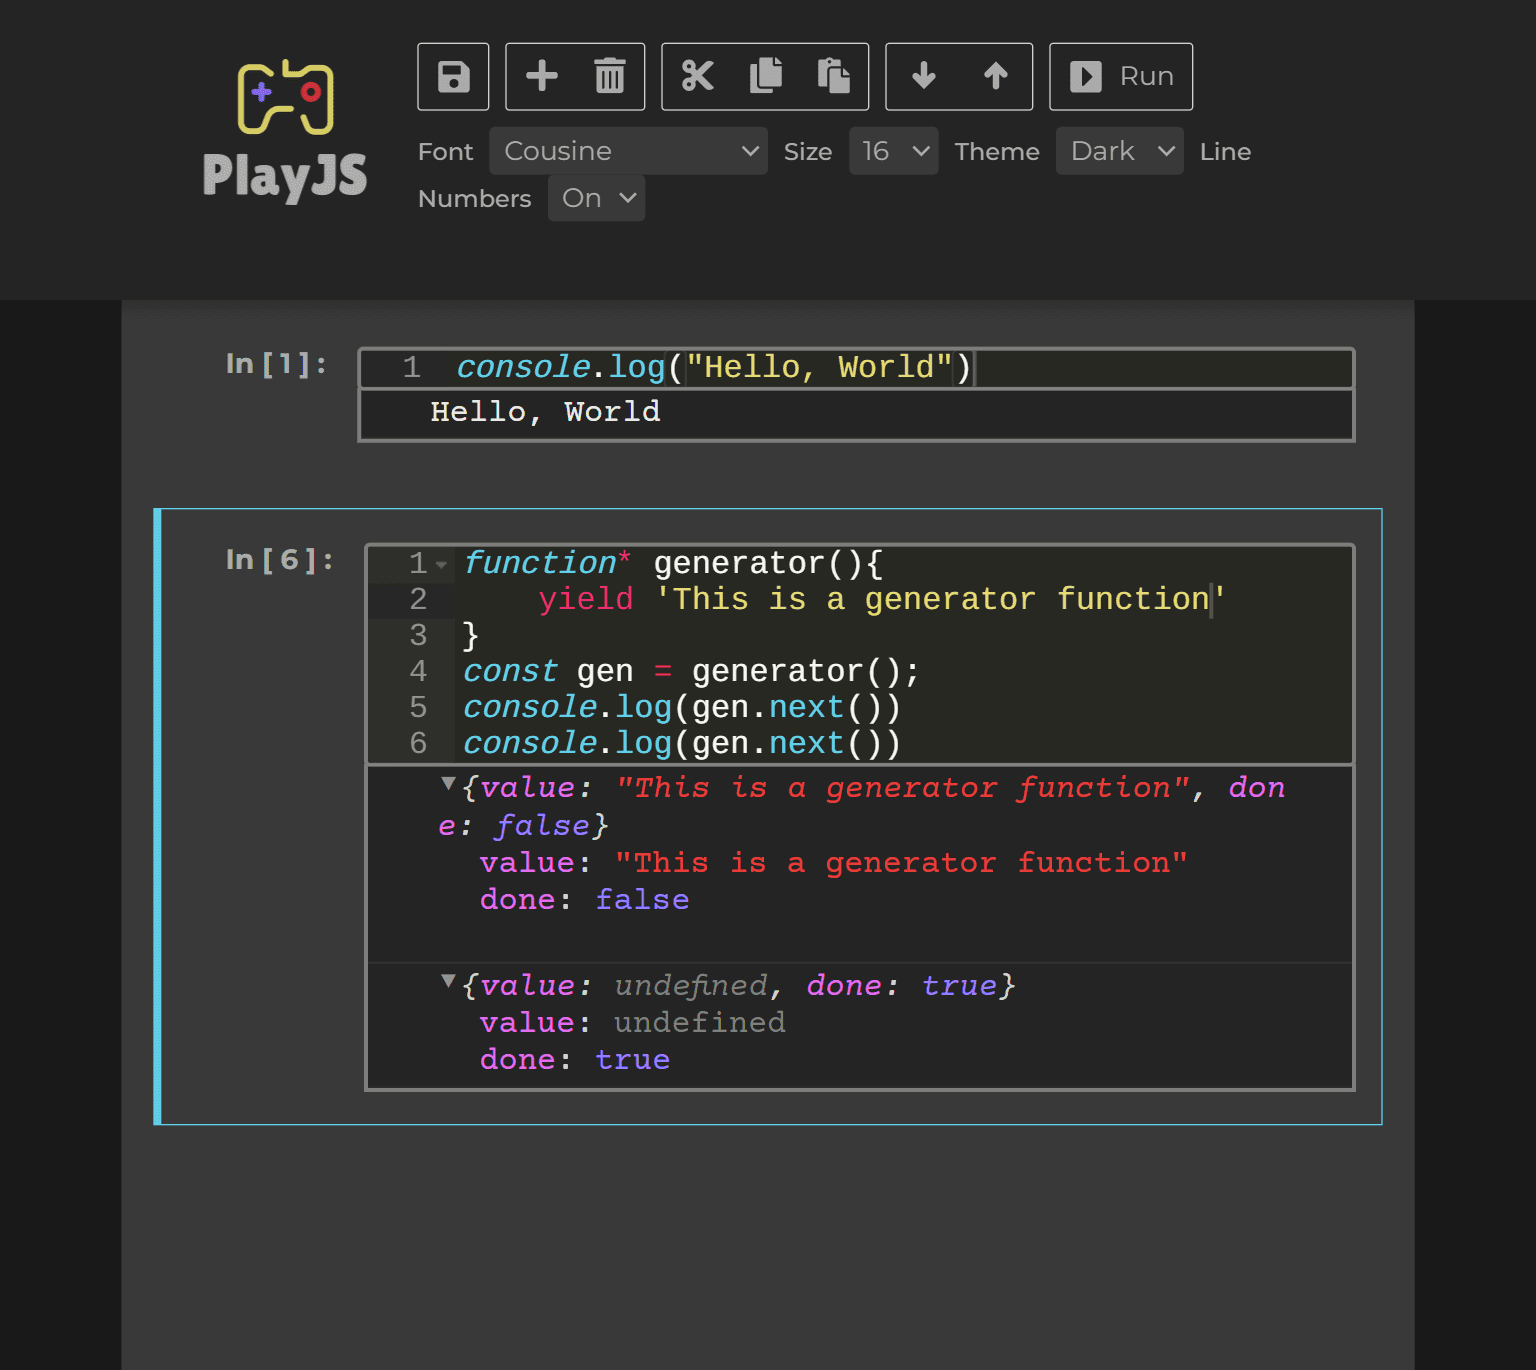 PlayJS
Run
Font Cousine Size 16 Theme Dark Line
Numbers On
In [1]:
1 console.log("Hello, World")
Hello, World
In [6]:
1 function* generator(){
2 yield 'This is a generator function'
3 }
4 const gen = generator();
5 console.log(gen.next())
6 console.log(gen.next())
▼{value: "This is a generator function", don
e: false}
value: "This is a generator function"
done: false
▼{value: undefined, done: true}
value: undefined
done: true